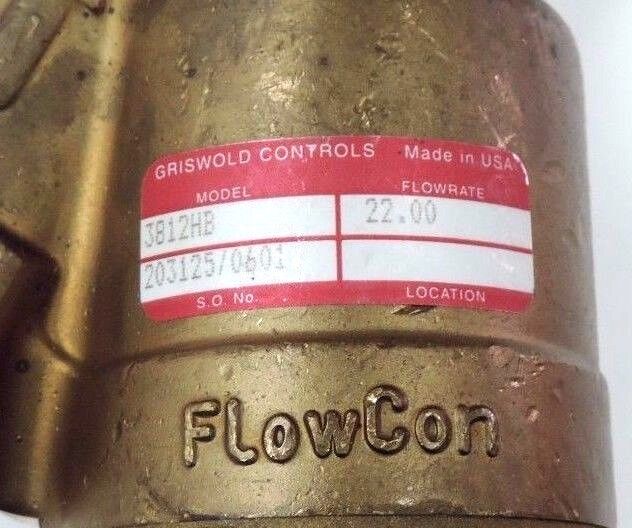 GRISWOLD CONTROLS Made in USA
MODEL FLOWRATE
3812HB 22.00
203125/0601
S.O. No. LOCATION
FlowCon